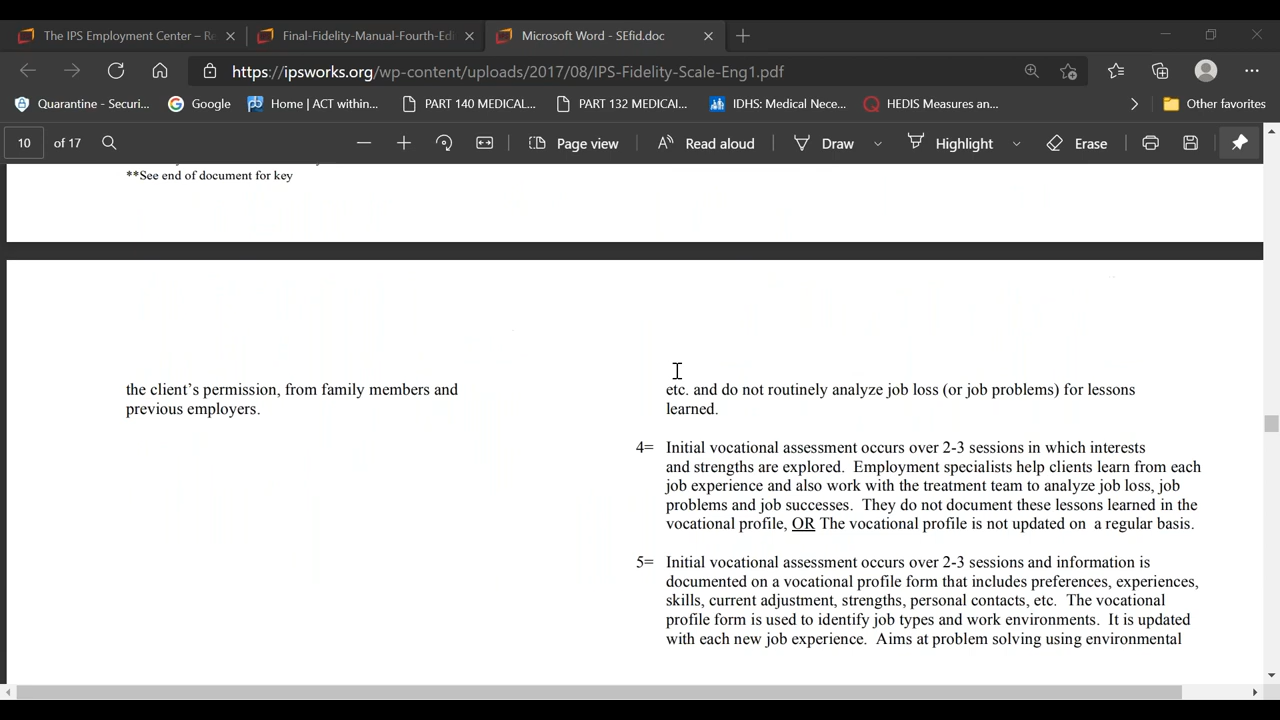 The IPS Employment Center – Re
Final-Fidelity-Manual-Fourth-Edi
Microsoft Word - SEfid.doc
https://ipsworks.org/wp-content/uploads/2017/08/IPS-Fidelity-Scale-Eng1.pdf
Quarantine - Securi...
Google
Home | ACT within...
PART 140 MEDICAL...
PART 132 MEDICAl...
IDHS: Medical Nece...
HEDIS Measures an...
Other favorites
10 of 17
Page view
Read aloud
Draw
Highlight
Erase
**See end of document for key
the client’s permission, from family members and
previous employers.
etc. and do not routinely analyze job loss (or job problems) for lessons
learned.
4= Initial vocational assessment occurs over 2-3 sessions in which interests
and strengths are explored. Employment specialists help clients learn from each
job experience and also work with the treatment team to analyze job loss, job
problems and job successes. They do not document these lessons learned in the
vocational profile, OR The vocational profile is not updated on a regular basis.
5= Initial vocational assessment occurs over 2-3 sessions and information is
documented on a vocational profile form that includes preferences, experiences,
skills, current adjustment, strengths, personal contacts, etc. The vocational
profile form is used to identify job types and work environments. It is updated
with each new job experience. Aims at problem solving using environmental